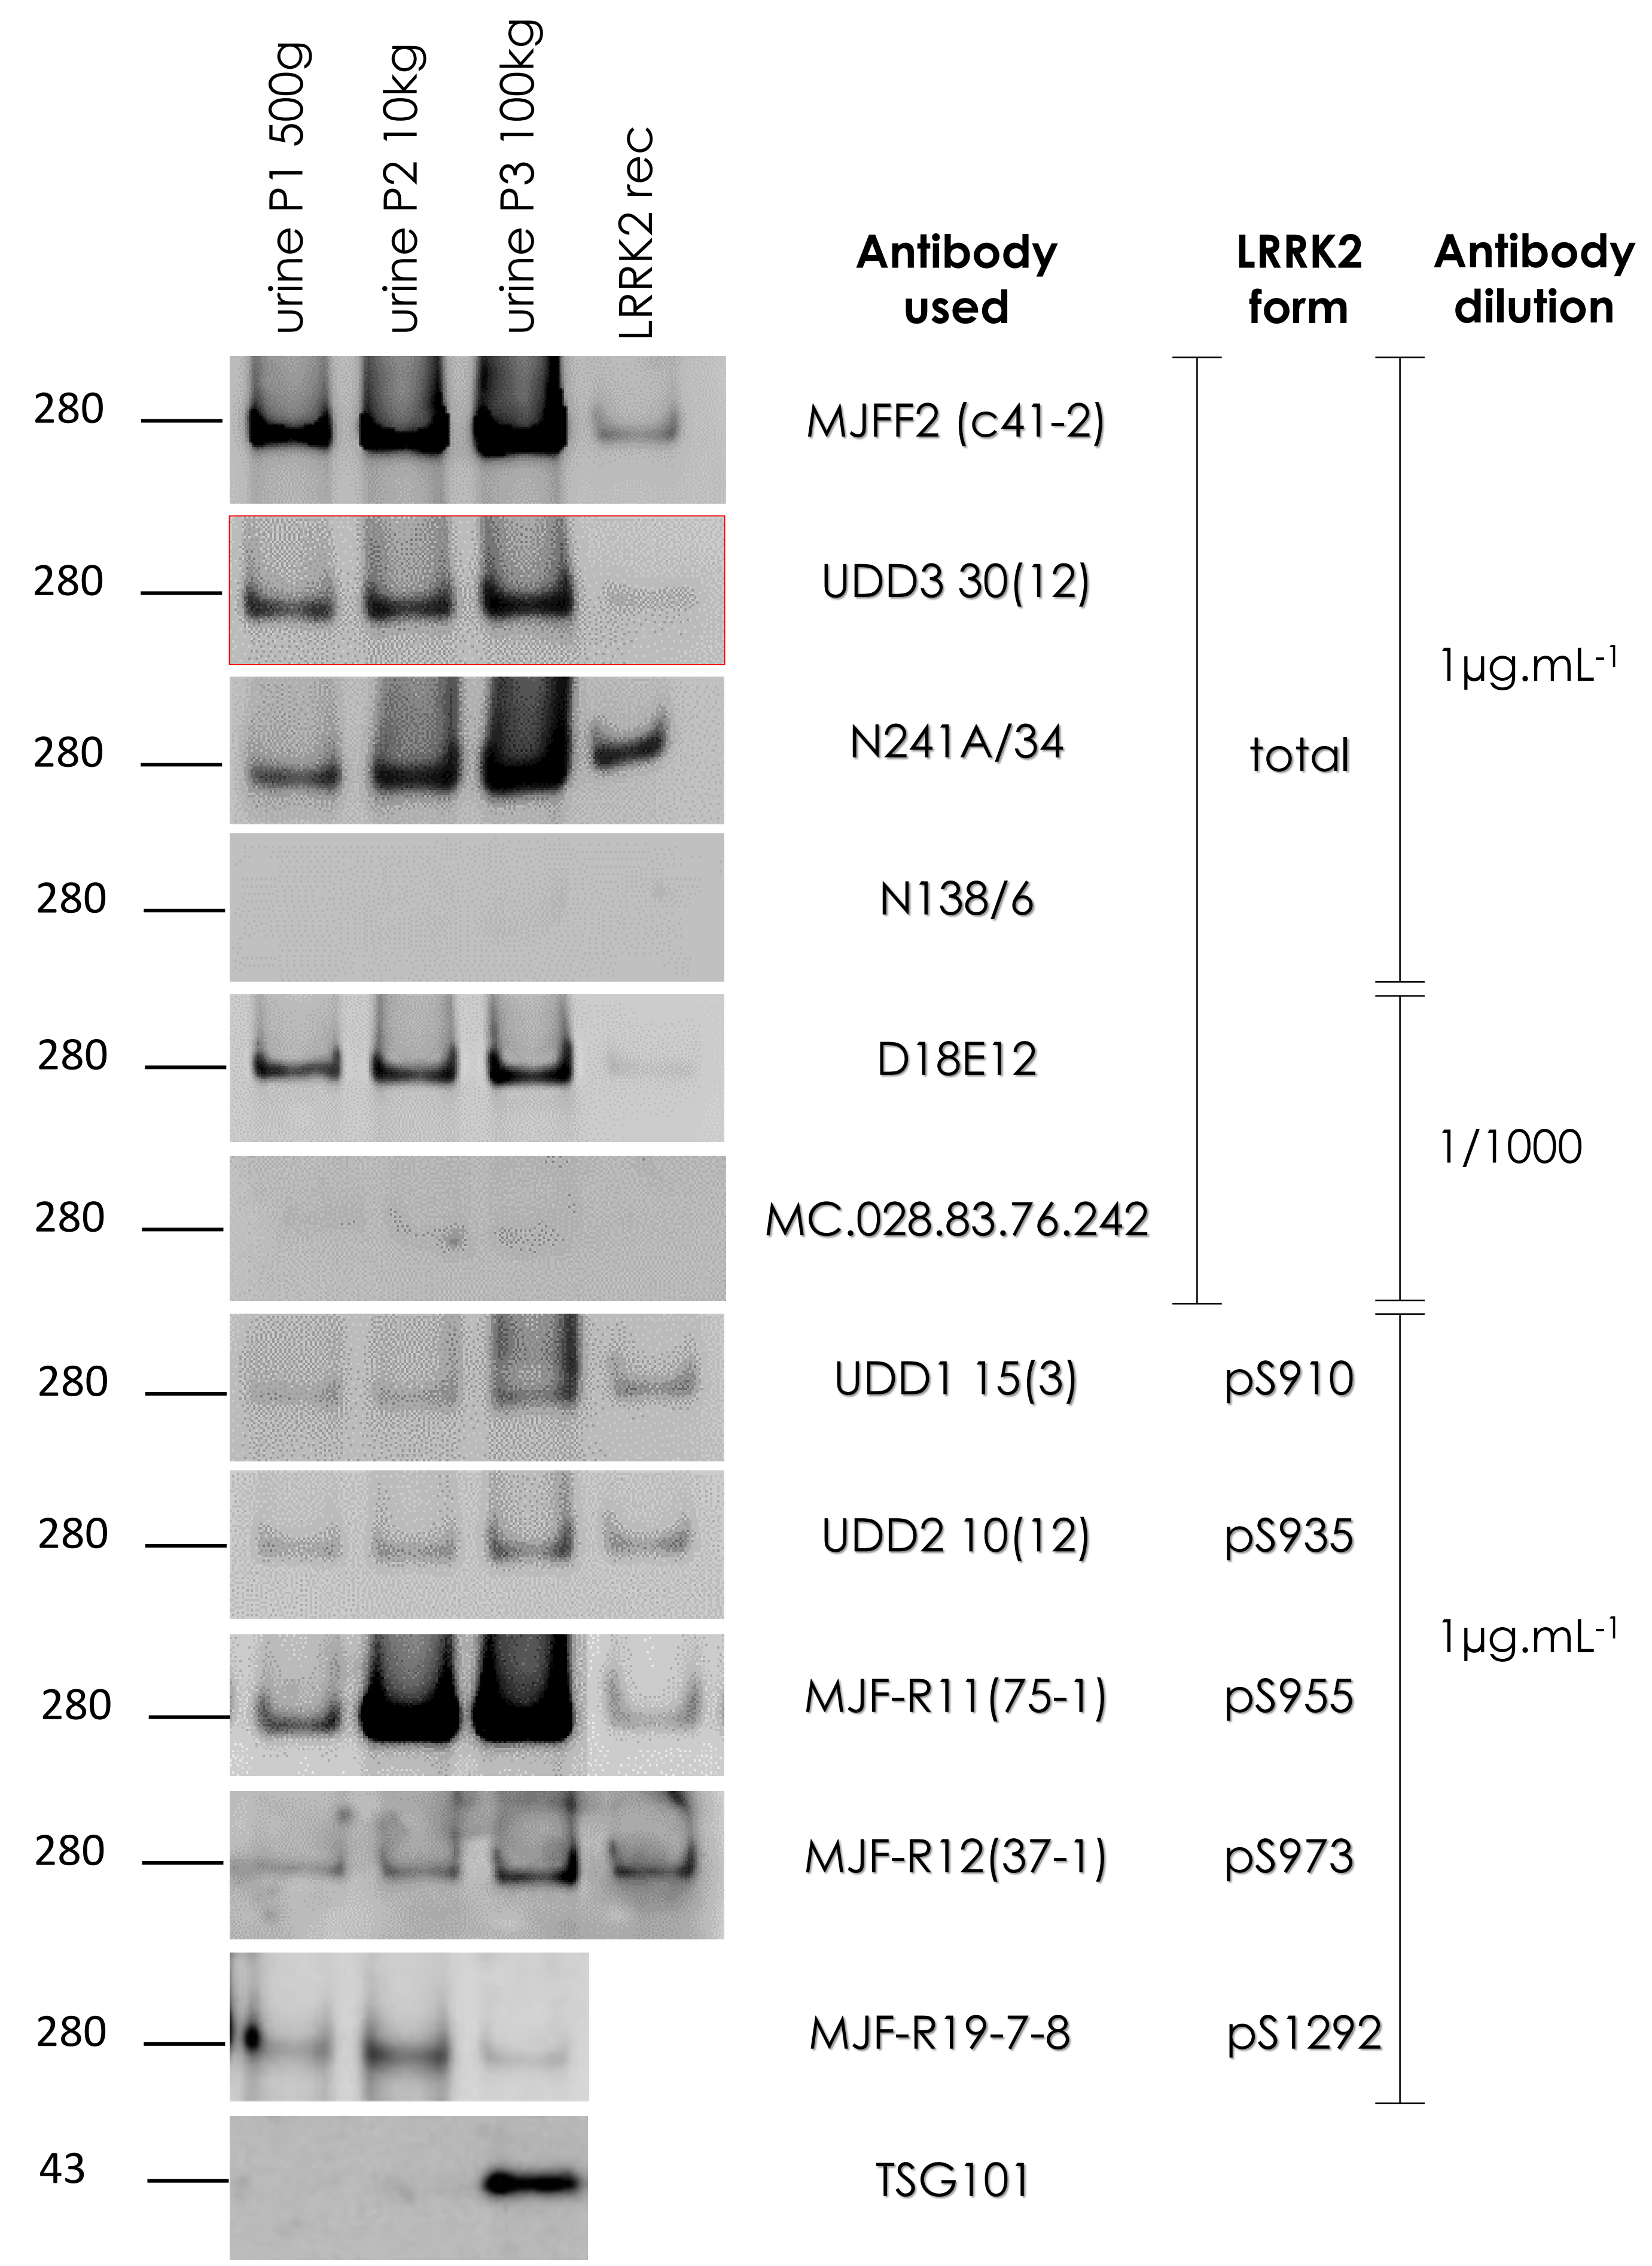 urine P1 500g
urine P2 10kg
urine P3 100kg
LRRK2 rec
Antibody used
LRRK2 form
Antibody dilution
280
MJFF2 (c41-2)
280
UDD3 30(12)
1µg.mL-1
280
N241A/34
total
280
N138/6
280
D18E12
1/1000
280
MC.028.83.76.242
280
UDD1 15(3)
pS910
280
UDD2 10(12)
pS935
1µg.mL-1
280
MJF-R11(75-1)
pS955
280
MJF-R12(37-1)
pS973
280
MJF-R19-7-8
pS1292
43
TSG101